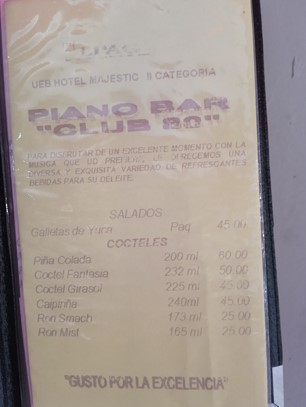 UEB HOTEL MAJESTIC II CATEGORIA
PIANO BAR
"CLUB 80"
PARA DISFRUTAR DE UN EXCELENTE MOMENTO CON LA
MUSICA QUE UD PREFIERE, LE OFRECEMOS UNA
DIVERSA Y EXQUISITA VARIEDAD DE REFRESCANTES
BEBIDAS PARA SU DELEITE.
SALADOS
Galletas de Yuca Paq 45.00
COCTELES
Piña Colada 200 ml 60.00
Coctel Fantasia 232 ml 50.00
Coctel Girasol 225 ml 45.00
Caipiriña 240ml 45.00
Ron Smach 173 ml 25.00
Ron Mist 165 ml 25.00
"GUSTO POR LA EXCELENCIA"